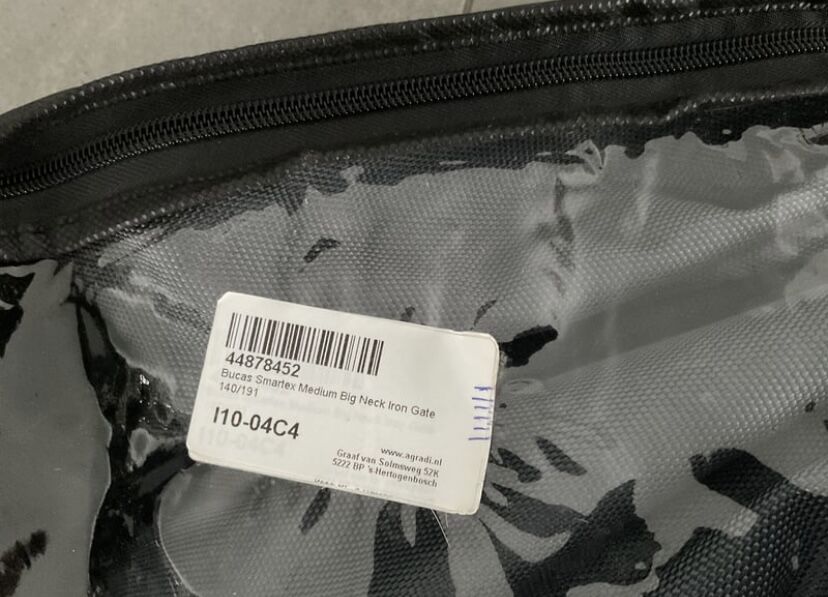 44878452
Bucas Smartex Medium Big Neck Iron Gate
140/191
I10-04C4
www.agradi.nl
Graaf van Solmsweg 52K
5222 BP 's Hertogenbosch